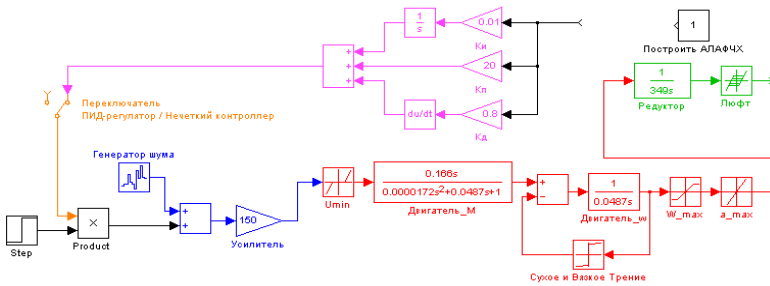 1
s
0.01
Ки
1
Построить АЛАФЧХ
+
+
+
20
Кп
1
349s
Редуктор
Люфт
du/dt
0.8
Кд
Переключатель
ПИД-регулятор / Нечеткий контроллер
Генератор шума
Umin
0.166s
0.0000172s²+0.0487s+1
Двигатель_М
+
−
1
0.0487s
Двигатель_w
W_max
a_max
Step
×
Product
+
+
150
Усилитель
Сухое и Вязкое Трение